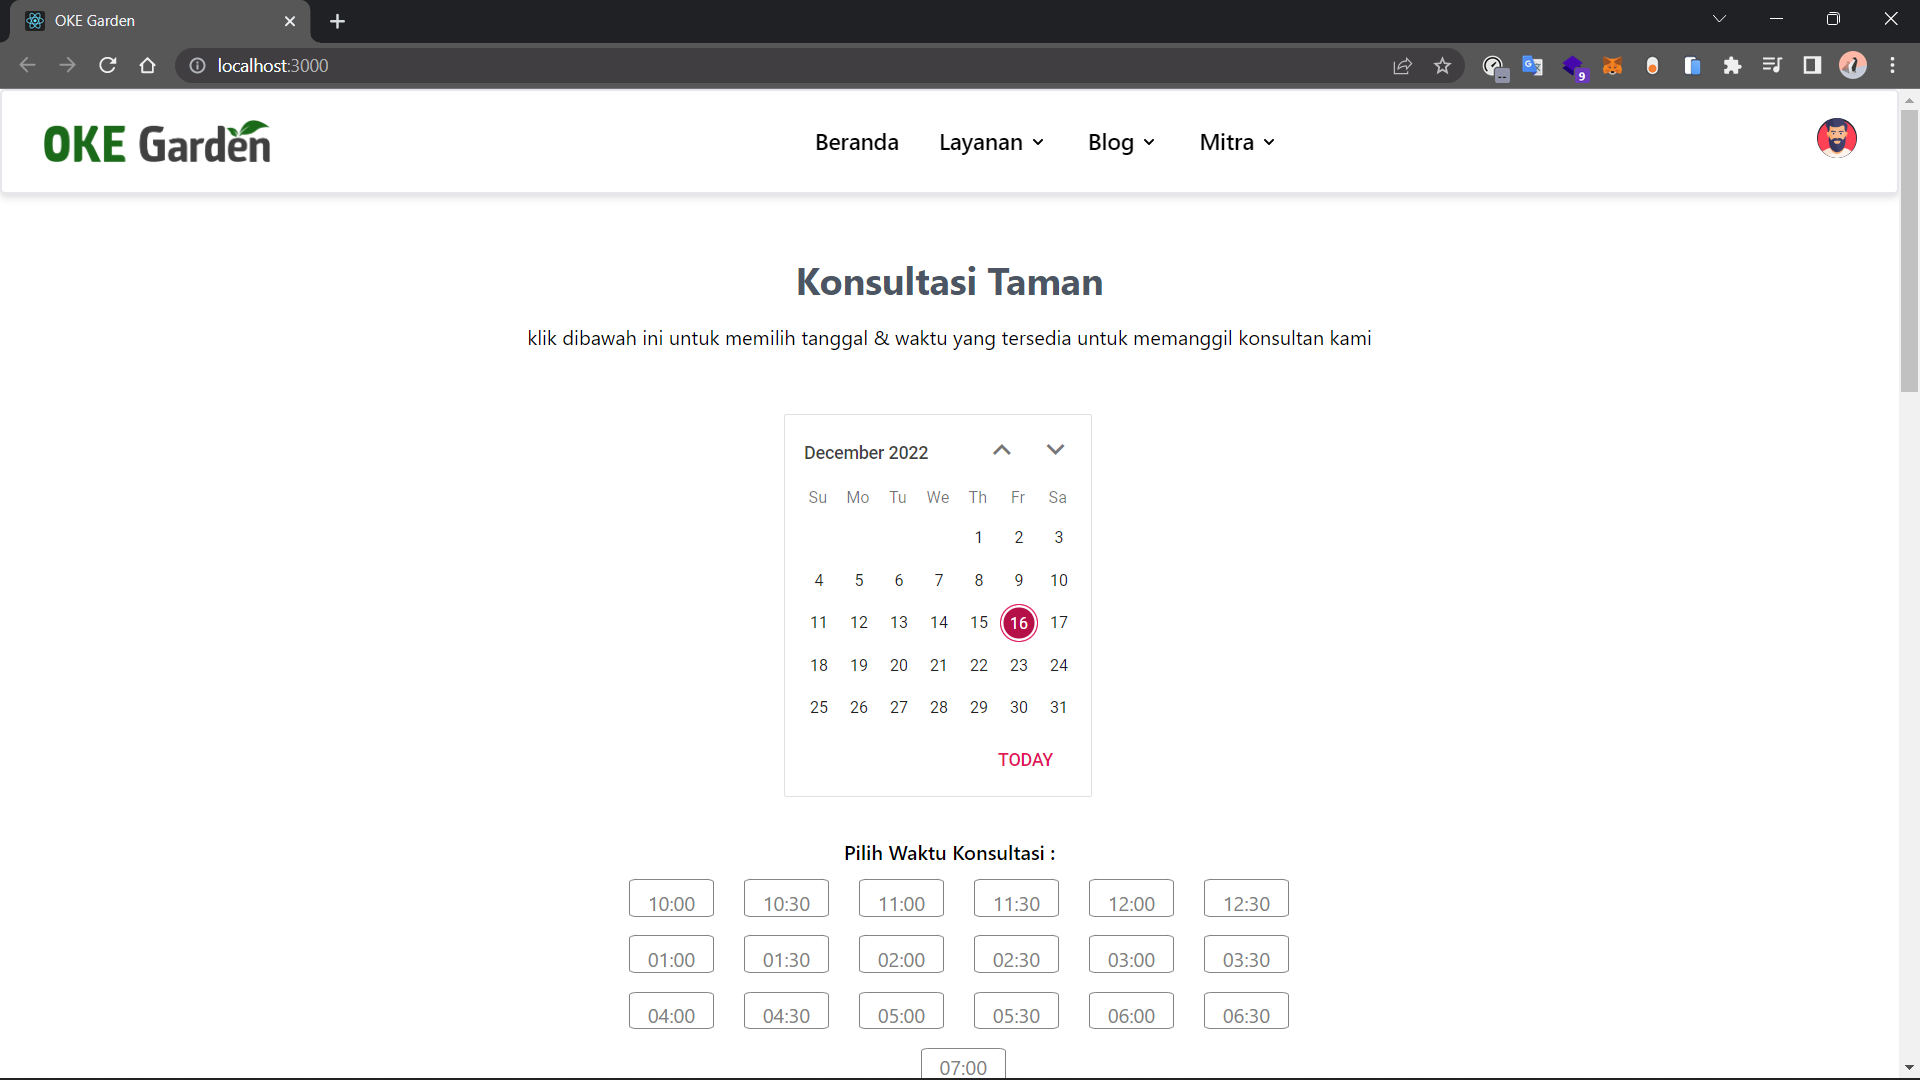 OKE Garden
localhost:3000
9
OKE Garden
Beranda Layanan Blog Mitra
Konsultasi Taman
klik dibawah ini untuk memilih tanggal & waktu yang tersedia untuk memanggil konsultan kami
December 2022
Su Mo Tu We Th Fr Sa
1 2 3
4 5 6 7 8 9 10
11 12 13 14 15 16 17
18 19 20 21 22 23 24
25 26 27 28 29 30 31
TODAY
Pilih Waktu Konsultasi :
10:00 10:30 11:00 11:30 12:00 12:30
01:00 01:30 02:00 02:30 03:00 03:30
04:00 04:30 05:00 05:30 06:00 06:30
07:00